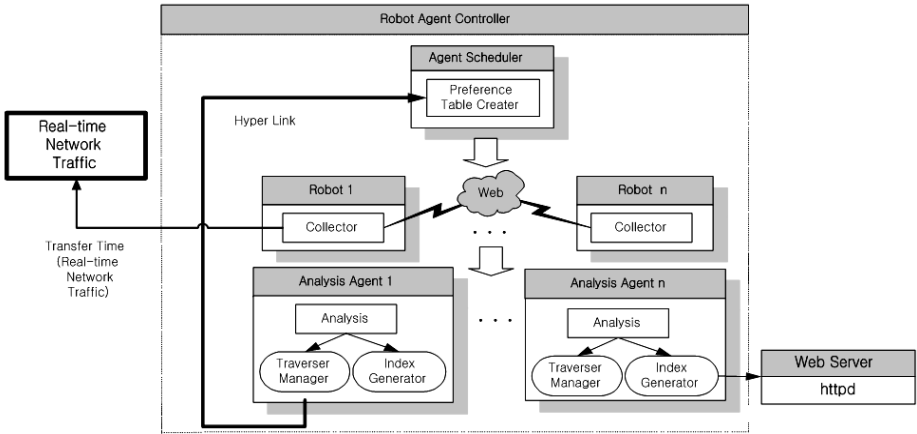 Robot Agent Controller
Agent Scheduler
Preference
Table Creater
Hyper Link
Real-time
Network
Traffic
Robot 1
Collector
Web
Robot n
Collector
Transfer Time
(Real-time
Network
Traffic)
. . .
Analysis Agent 1
Analysis
Traverser
Manager
Index
Generator
. . .
Analysis Agent n
Analysis
Traverser
Manager
Index
Generator
Web Server
httpd